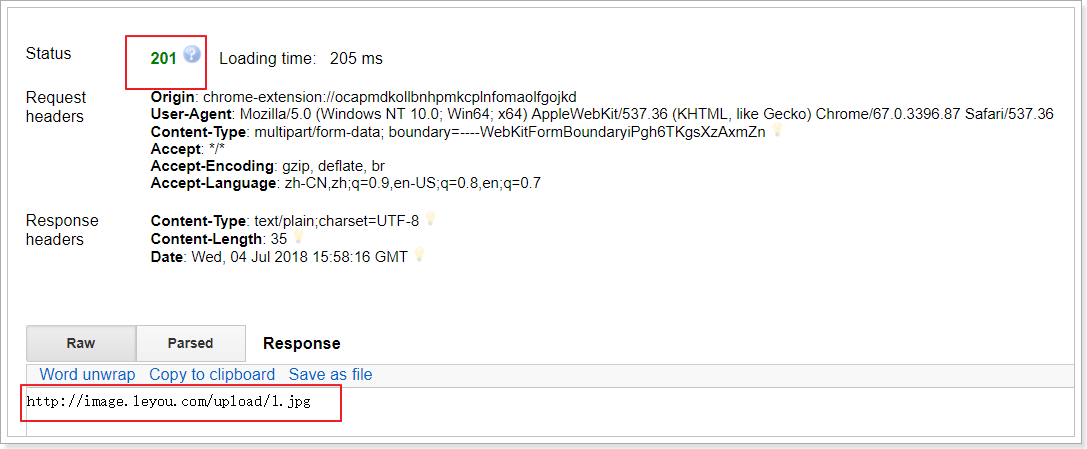 Status 201 ? Loading time: 205 ms
Request headers
Origin: chrome-extension://ocapmdkollbnhpmkcplnfomaolfgojkd
User-Agent: Mozilla/5.0 (Windows NT 10.0; Win64; x64) AppleWebKit/537.36 (KHTML, like Gecko) Chrome/67.0.3396.87 Safari/537.36
Content-Type: multipart/form-data; boundary=----WebKitFormBoundaryiPgh6TKgsXzAxmZn
Accept: */*
Accept-Encoding: gzip, deflate, br
Accept-Language: zh-CN,zh;q=0.9,en-US;q=0.8,en;q=0.7
Response headers
Content-Type: text/plain;charset=UTF-8
Content-Length: 35
Date: Wed, 04 Jul 2018 15:58:16 GMT
Raw Parsed Response
Word unwrap Copy to clipboard Save as file
http://image.leyou.com/upload/1.jpg